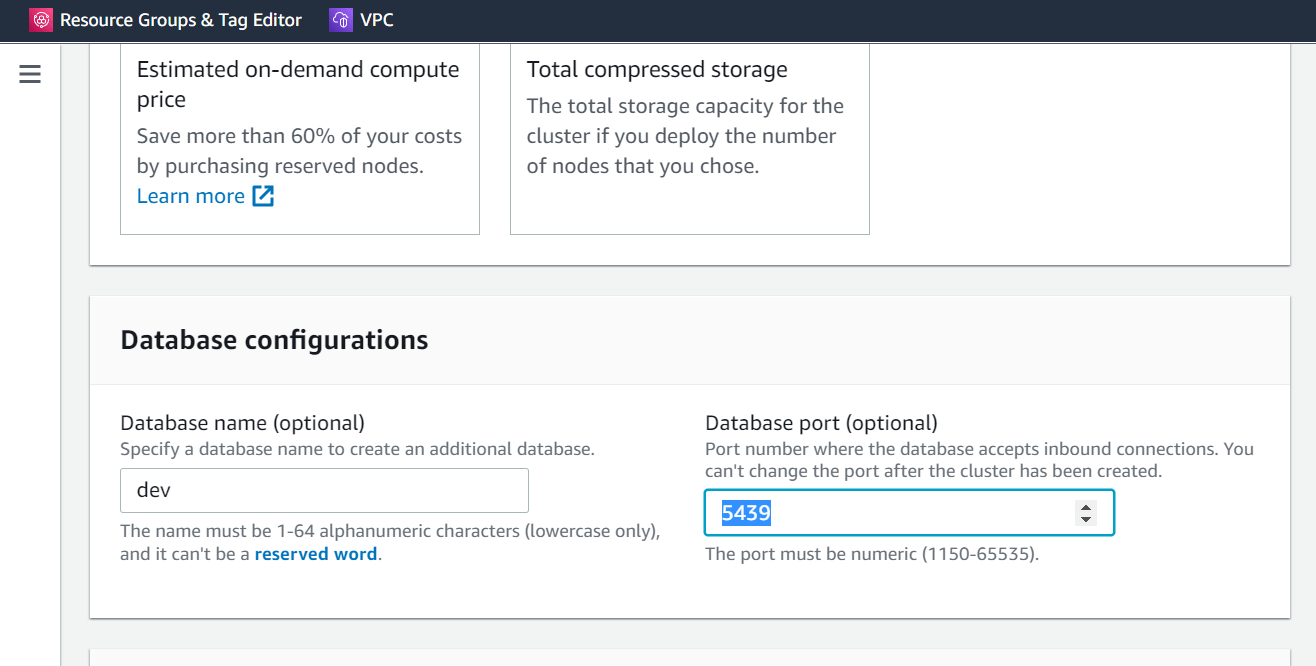 Resource Groups & Tag Editor VPC
Estimated on-demand compute
price
Save more than 60% of your costs
by purchasing reserved nodes.
Learn more
Total compressed storage
The total storage capacity for the
cluster if you deploy the number
of nodes that you chose.
Database configurations
Database name (optional)
Specify a database name to create an additional database.
dev
The name must be 1-64 alphanumeric characters (lowercase only),
and it can't be a reserved word.
Database port (optional)
Port number where the database accepts inbound connections. You
can't change the port after the cluster has been created.
5439
The port must be numeric (1150-65535).